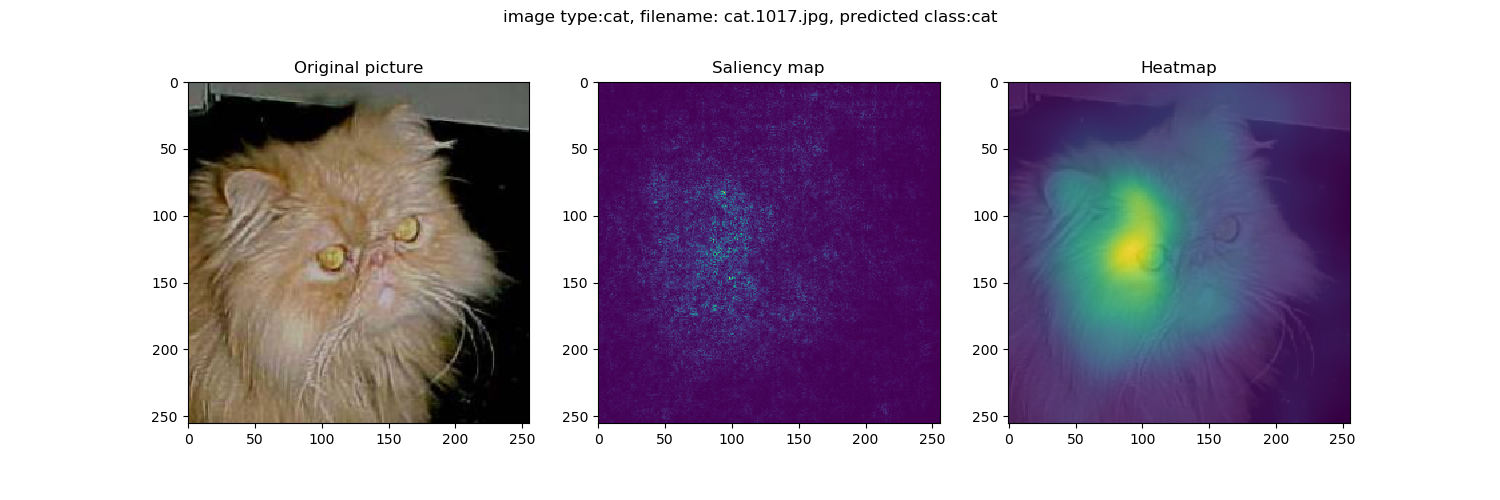 image type:cat, filename: cat.1017.jpg, predicted class:cat
Original picture
Saliency map
Heatmap
0
50
100
150
200
250
0
50
100
150
200
250
0
50
100
150
200
250
0 50 100 150 200 250
0 50 100 150 200 250
0 50 100 150 200 250